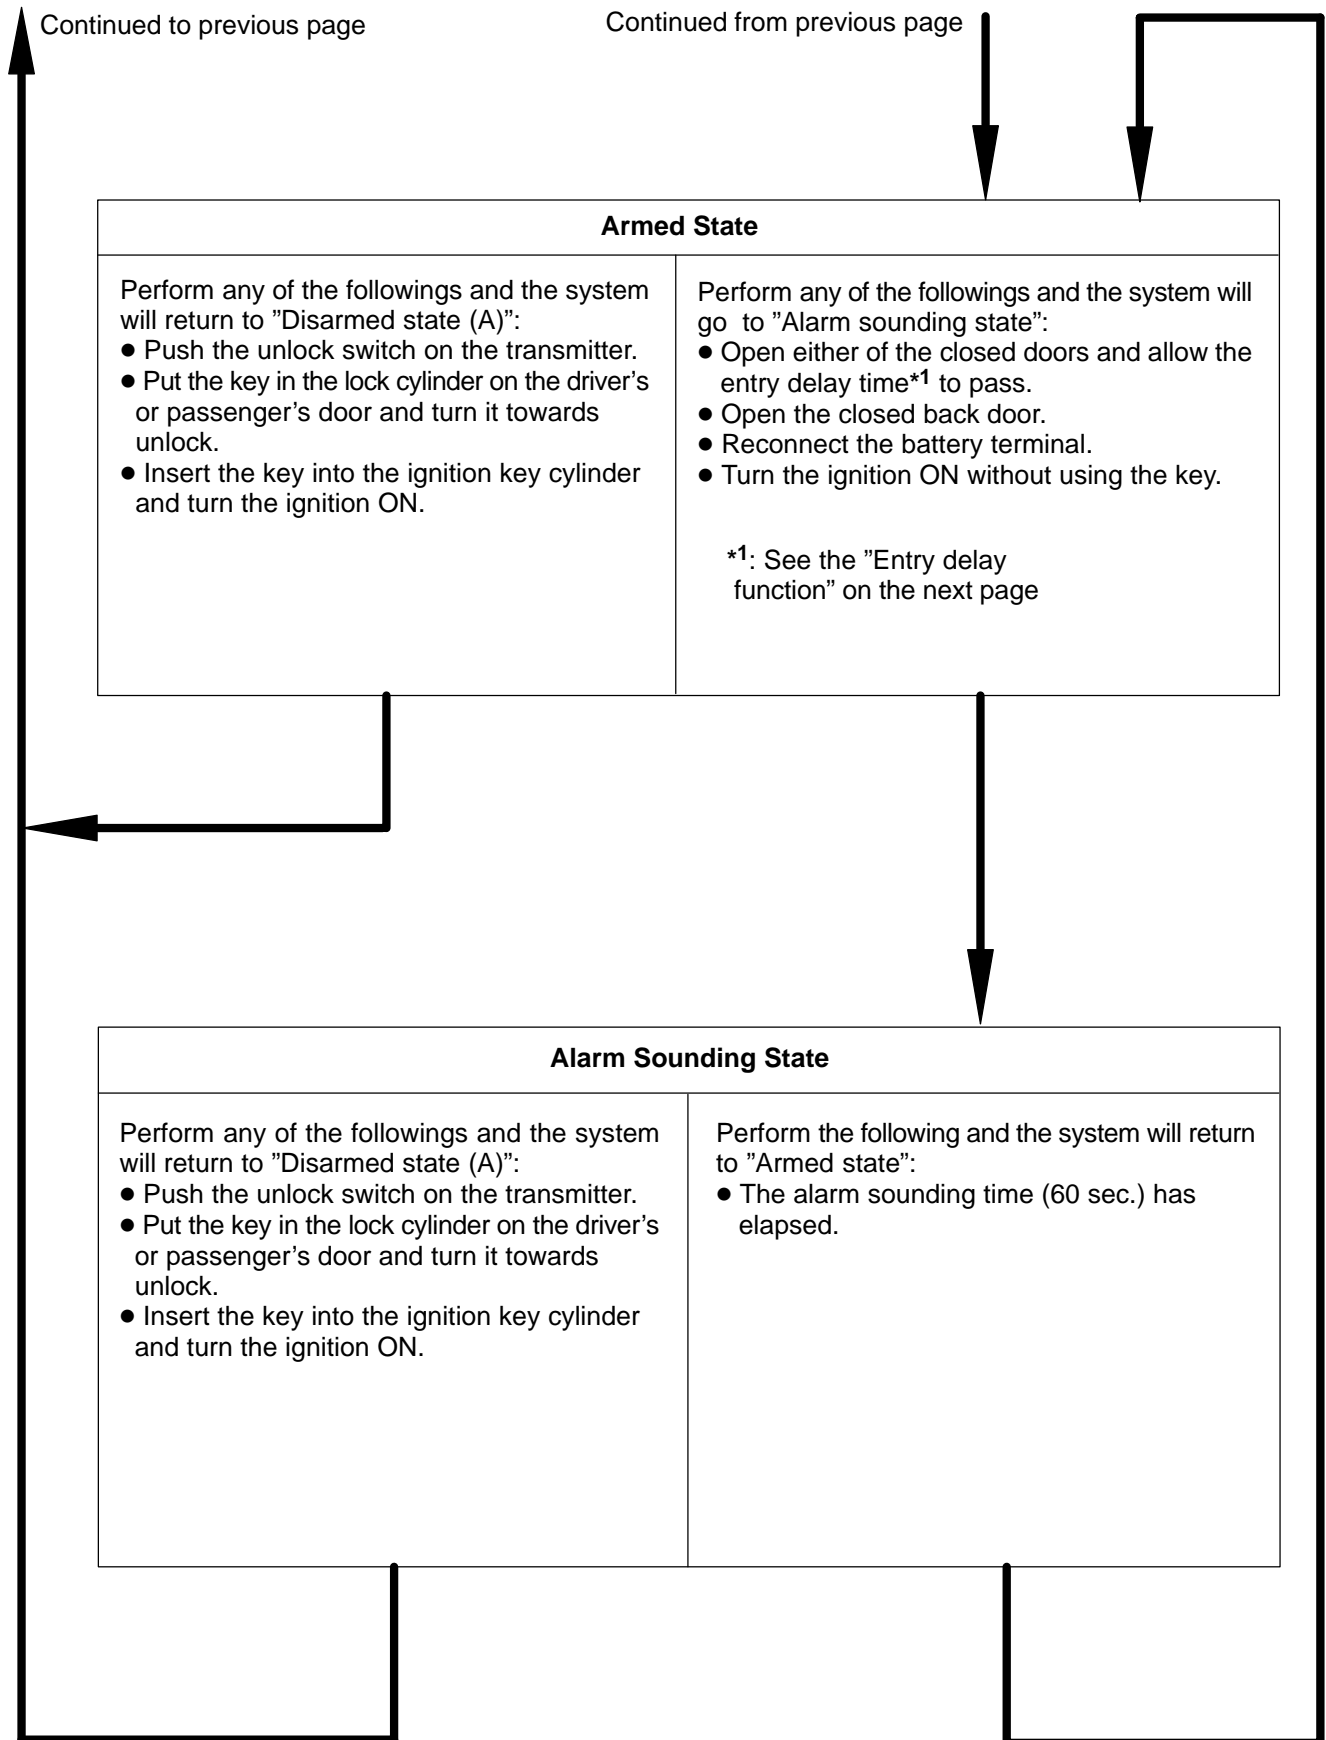 Continued to previous page
Continued from previous page
Armed State
Perform any of the followings and the system
will return to ”Disarmed state (A)”:
● Push the unlock switch on the transmitter.
● Put the key in the lock cylinder on the driver’s
or passenger’s door and turn it towards
unlock.
● Insert the key into the ignition key cylinder
and turn the ignition ON.
Perform any of the followings and the system will
go to ”Alarm sounding state”:
● Open either of the closed doors and allow the
entry delay time*1 to pass.
● Open the closed back door.
● Reconnect the battery terminal.
● Turn the ignition ON without using the key.
*1: See the ”Entry delay
function” on the next page
Alarm Sounding State
Perform any of the followings and the system
will return to ”Disarmed state (A)”:
● Push the unlock switch on the transmitter.
● Put the key in the lock cylinder on the driver’s
or passenger’s door and turn it towards
unlock.
● Insert the key into the ignition key cylinder
and turn the ignition ON.
Perform the following and the system will return
to ”Armed state”:
● The alarm sounding time (60 sec.) has
elapsed.